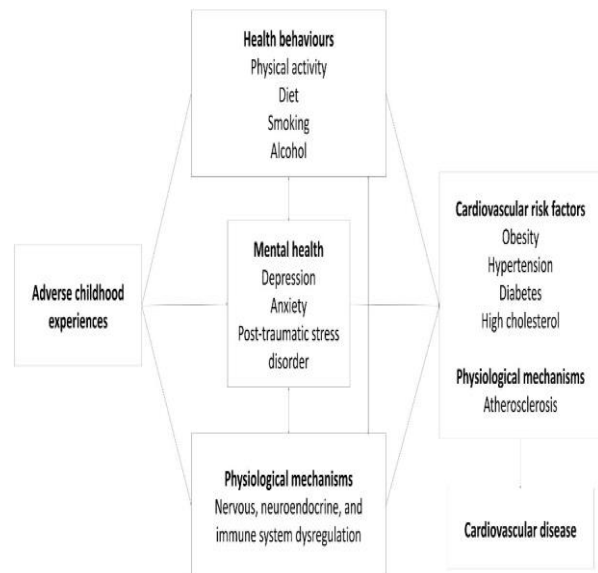 Health behaviours
Physical activity
Diet
Smoking
Alcohol
Adverse childhood
experiences
Mental health
Depression
Anxiety
Post-traumatic stress
disorder
Physiological mechanisms
Nervous, neuroendocrine, and
immune system dysregulation
Cardiovascular risk factors
Obesity
Hypertension
Diabetes
High cholesterol
Physiological mechanisms
Atherosclerosis
Cardiovascular disease